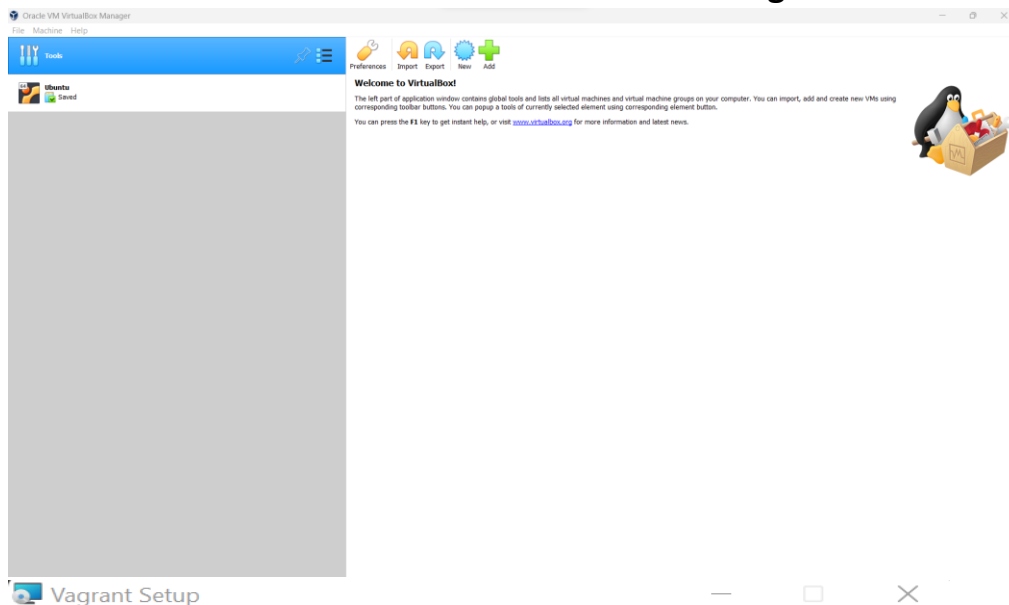 Oracle VM VirtualBox Manager
File Machine Help
Tools
Preferences Import Export New Add
64 Ubuntu
Saved
Welcome to VirtualBox!
The left part of application window contains global tools and lists all virtual machines and virtual machine groups on your computer. You can import, add and create new VMs using
corresponding toolbar buttons. You can popup a tools of currently selected element using corresponding element button.
You can press the F1 key to get instant help, or visit www.virtualbox.org for more information and latest news.
Vagrant Setup